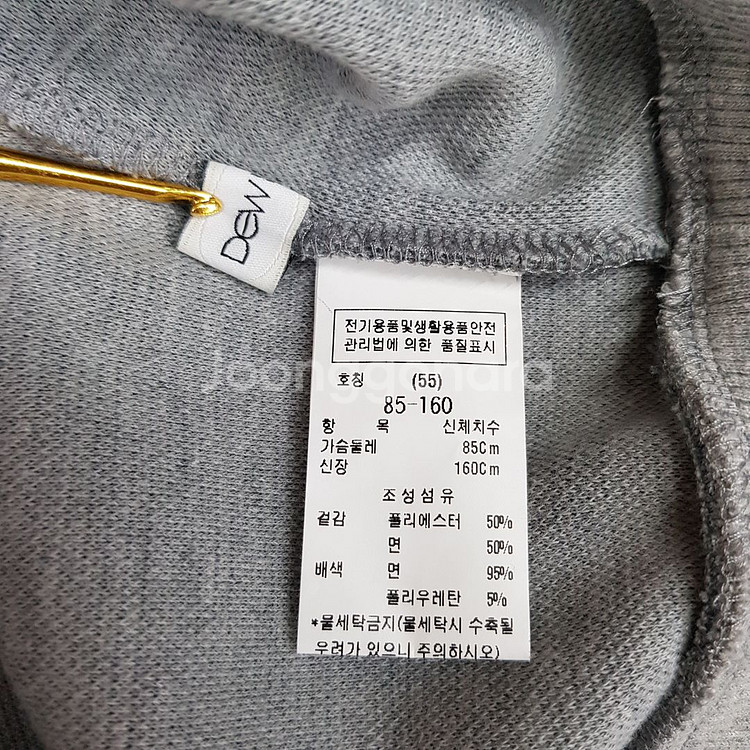 Dew
전기용품및생활용품안전
관리법에 의한 품질표시
호칭 (55)
85-160
항 목 신체치수
가슴둘레 85Cm
신장 160Cm
조성섬유
겉감 폴리에스터 50%
면 50%
배색 면 95%
폴리우레탄 5%
*물세탁금지(물세탁시 수축될
우려가 있으니 주의하시오)
Joonggonara